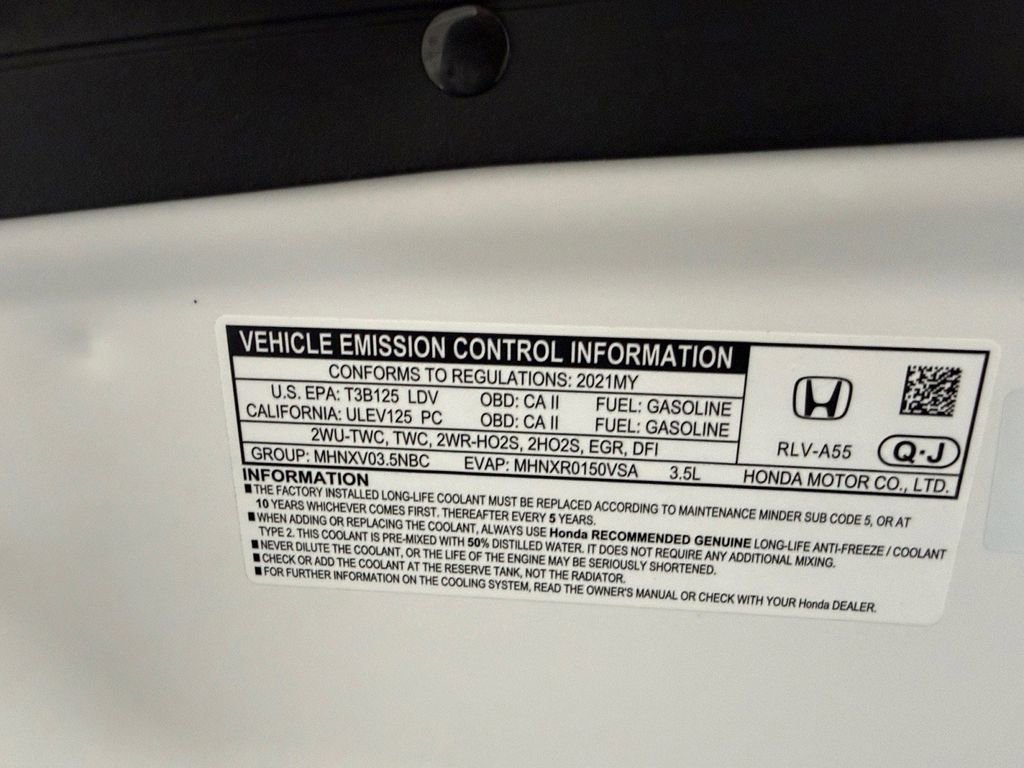 VEHICLE EMISSION CONTROL INFORMATION
CONFORMS TO REGULATIONS: 2021MY
U.S. EPA: T3B125 LDV OBD: CA II FUEL: GASOLINE
CALIFORNIA: ULEV125 PC OBD: CA II FUEL: GASOLINE
2WU-TWC, TWC, 2WR-HO2S, 2HO2S, EGR, DFI
GROUP: MHNXV03.5NBC EVAP: MHNXR0150VSA 3.5L
RLV-A55 Q·J
HONDA MOTOR CO., LTD.
INFORMATION
■THE FACTORY INSTALLED LONG-LIFE COOLANT MUST BE REPLACED ACCORDING TO MAINTENANCE MINDER SUB CODE 5, OR AT
10 YEARS WHICHEVER COMES FIRST. THEREAFTER EVERY 5 YEARS.
■WHEN ADDING OR REPLACING THE COOLANT, ALWAYS USE Honda RECOMMENDED GENUINE LONG-LIFE ANTI-FREEZE / COOLANT
TYPE 2. THIS COOLANT IS PRE-MIXED WITH 50% DISTILLED WATER. IT DOES NOT REQUIRE ANY ADDITIONAL MIXING.
■NEVER DILUTE THE COOLANT, OR THE LIFE OF THE ENGINE MAY BE SERIOUSLY SHORTENED.
■CHECK OR ADD THE COOLANT AT THE RESERVE TANK, NOT THE RADIATOR.
■FOR FURTHER INFORMATION ON THE COOLING SYSTEM, READ THE OWNER'S MANUAL OR CHECK WITH YOUR Honda DEALER.